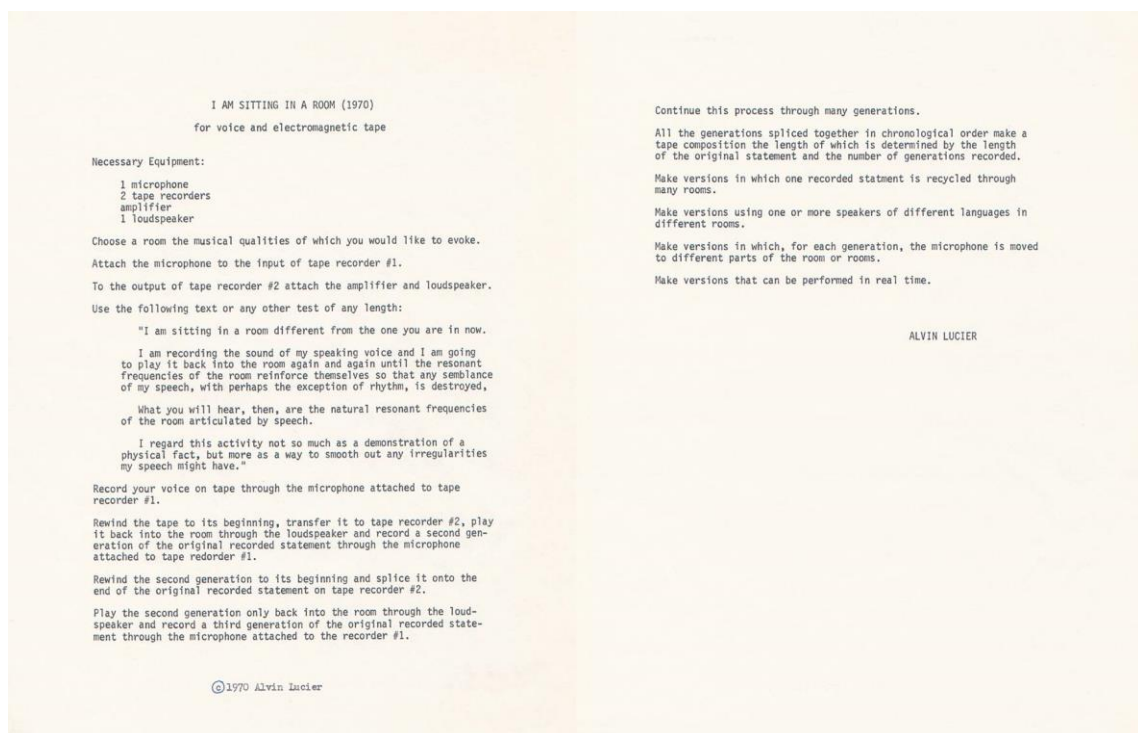 I AM SITTING IN A ROOM (1970)
for voice and electromagnetic tape
Necessary Equipment:
1 microphone
2 tape recorders
amplifier
1 loudspeaker
Choose a room the musical qualities of which you would like to evoke.
Attach the microphone to the input of tape recorder #1.
To the output of tape recorder #2 attach the amplifier and loudspeaker.
Use the following text or any other test of any length:
"I am sitting in a room different from the one you are in now.
I am recording the sound of my speaking voice and I am going
to play it back into the room again and again until the resonant
frequencies of the room reinforce themselves so that any semblance
of my speech, with perhaps the exception of rhythm, is destroyed,
What you will hear, then, are the natural resonant frequencies
of the room articulated by speech.
I regard this activity not so much as a demonstration of a
physical fact, but more as a way to smooth out any irregularities
my speech might have."
Record your voice on tape through the microphone attached to tape
recorder #1.
Rewind the tape to its beginning, transfer it to tape recorder #2, play
it back into the room through the loudspeaker and record a second gen-
eration of the original recorded statement through the microphone
attached to tape redorder #1.
Rewind the second generation to its beginning and splice it onto the
end of the original recorded statement on tape recorder #2.
Play the second generation only back into the room through the loud-
speaker and record a third generation of the original recorded state-
ment through the microphone attached to the recorder #1.
©1970 Alvin Lucier
Continue this process through many generations.
All the generations spliced together in chronological order make a
tape composition the length of which is determined by the length
of the original statement and the number of generations recorded.
Make versions in which one recorded statment is recycled through
many rooms.
Make versions using one or more speakers of different languages in
different rooms.
Make versions in which, for each generation, the microphone is moved
to different parts of the room or rooms.
Make versions that can be performed in real time.
ALVIN LUCIER